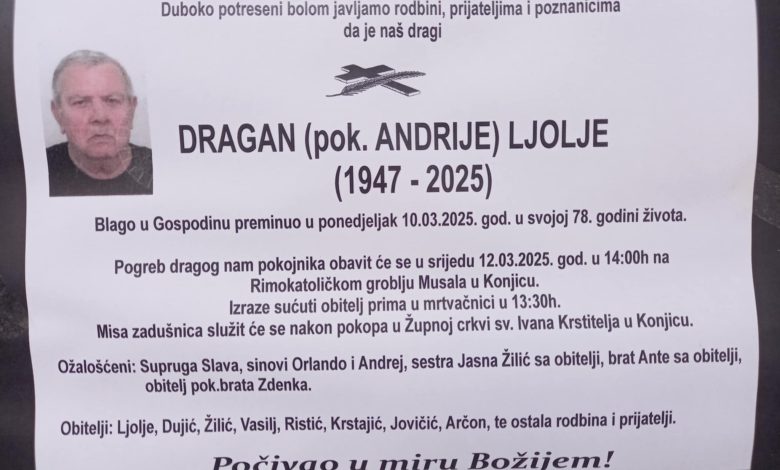 Duboko potreseni bolom javljamo rodbini, prijateljima i poznanicima
da je naš dragi
DRAGAN (pok. ANDRIJE) LJOLJE
(1947 - 2025)
Blago u Gospodinu preminuo u ponedjeljak 10.03.2025. god. u svojoj 78. godini života.
Pogreb dragog nam pokojnika obavit će se u srijedu 12.03.2025. god. u 14:00h na
Rimokatoličkom groblju Musala u Konjicu.
Izraze sućuti obitelj prima u mrtvačnici u 13:30h.
Misa zadušnica služit će se nakon pokopa u Župnoj crkvi sv. Ivana Krstitelja u Konjicu.
Ožalošćeni: Supruga Slava, sinovi Orlando i Andrej, sestra Jasna Žilić sa obitelji, brat Ante sa obitelji,
obitelj pok.brata Zdenka.
Obitelji: Ljolje, Dujić, Žilić, Vasilj, Ristić, Krstajić, Jovičić, Arčon, te ostala rodbina i prijatelji.
Počivao u miru Božijem!